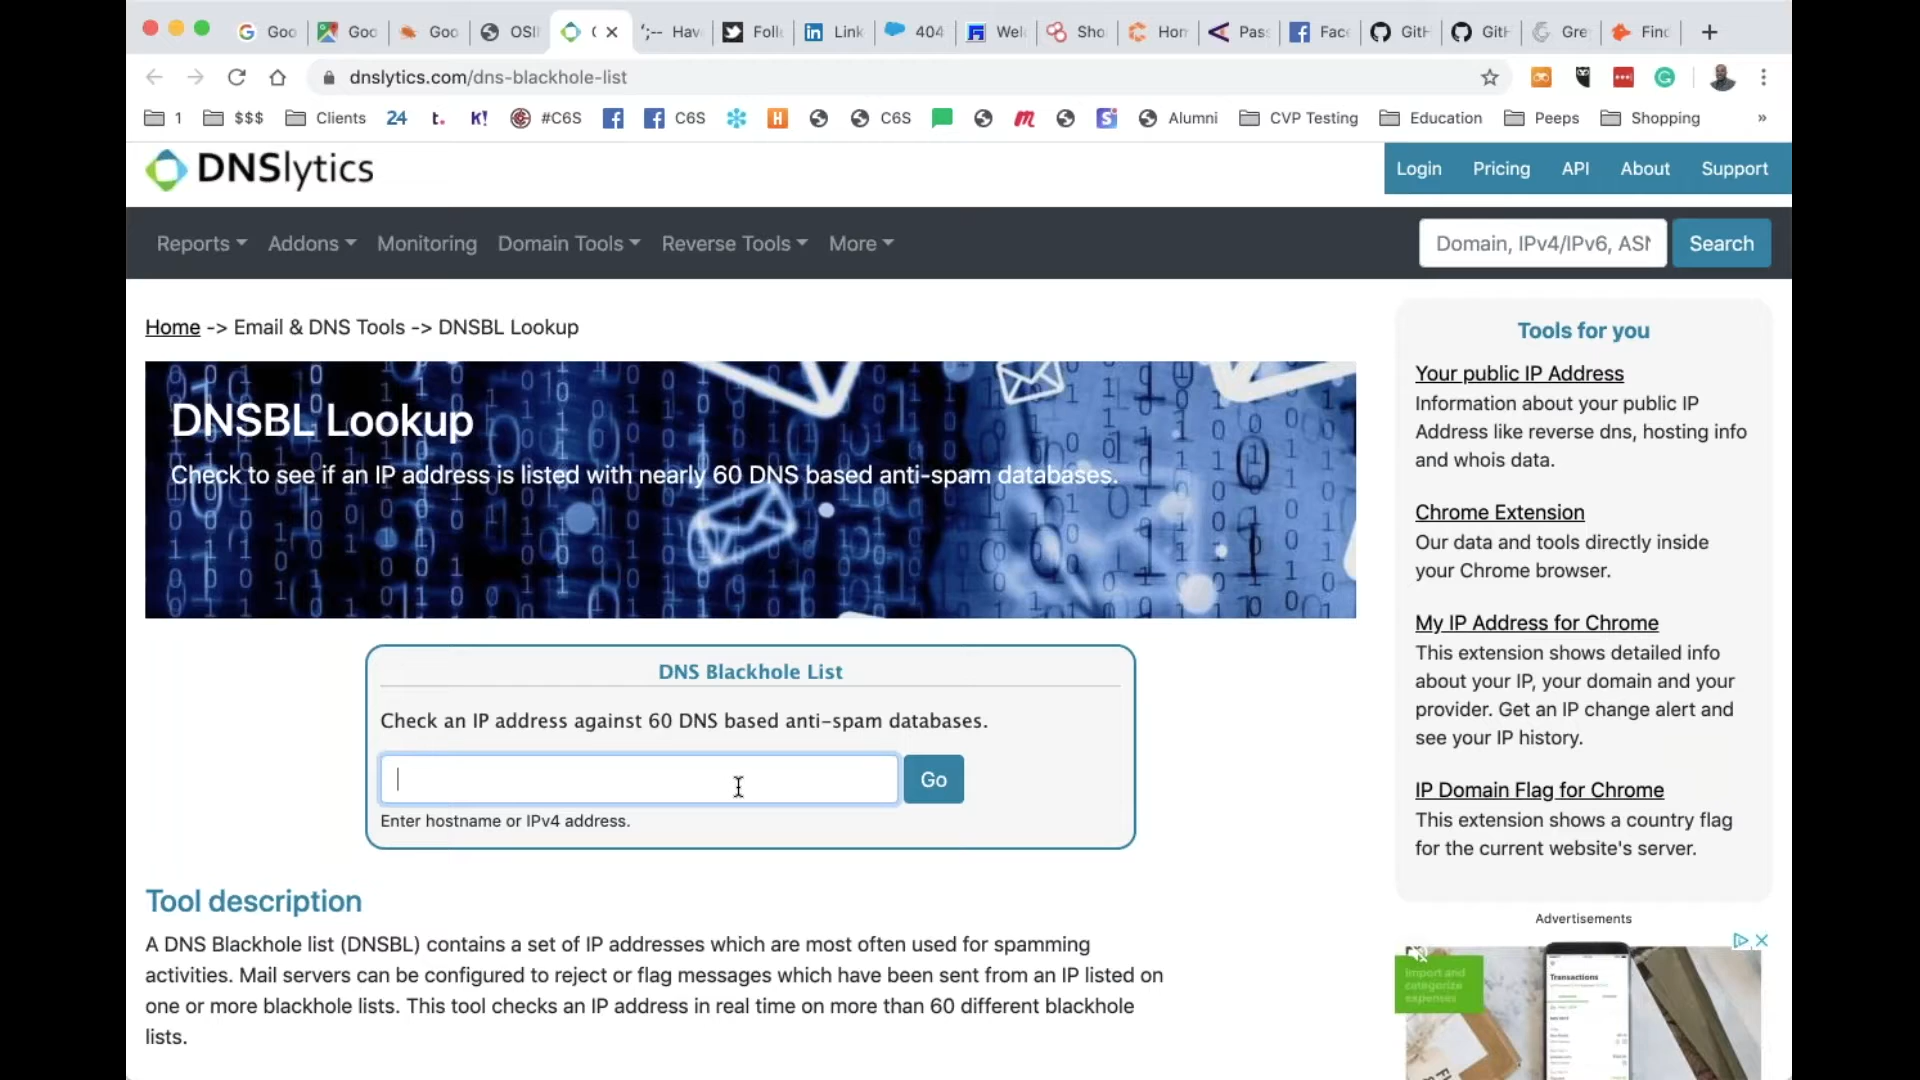 Goo
Goo
Goo
OSI
Hav
Foll
Link
404
Wel
Sho
Hor
Pas
Fac
GitH
GitH
Gre
Find
dnslytics.com/dns-blackhole-list
1 $$$ Clients 24 t. K! #C6S C6S H C6S Alumni CVP Testing Education Peeps Shopping »
DNSlytics
Login Pricing API About Support
Reports Addons Monitoring Domain Tools Reverse Tools More
Domain, IPv4/IPv6, ASN Search
Home -> Email & DNS Tools -> DNSBL Lookup
DNSBL Lookup
Check to see if an IP address is listed with nearly 60 DNS based anti-spam databases.
DNS Blackhole List
Check an IP address against 60 DNS based anti-spam databases.
Go
Enter hostname or IPv4 address.
Tool description
A DNS Blackhole list (DNSBL) contains a set of IP addresses which are most often used for spamming
activities. Mail servers can be configured to reject or flag messages which have been sent from an IP listed on
one or more blackhole lists. This tool checks an IP address in real time on more than 60 different blackhole
lists.
Tools for you
Your public IP Address
Information about your public IP
Address like reverse dns, hosting info
and whois data.
Chrome Extension
Our data and tools directly inside
your Chrome browser.
My IP Address for Chrome
This extension shows detailed info
about your IP, your domain and your
provider. Get an IP change alert and
see your IP history.
IP Domain Flag for Chrome
This extension shows a country flag
for the current website's server.
Advertisements
Import and
categorize
expenses
Transactions